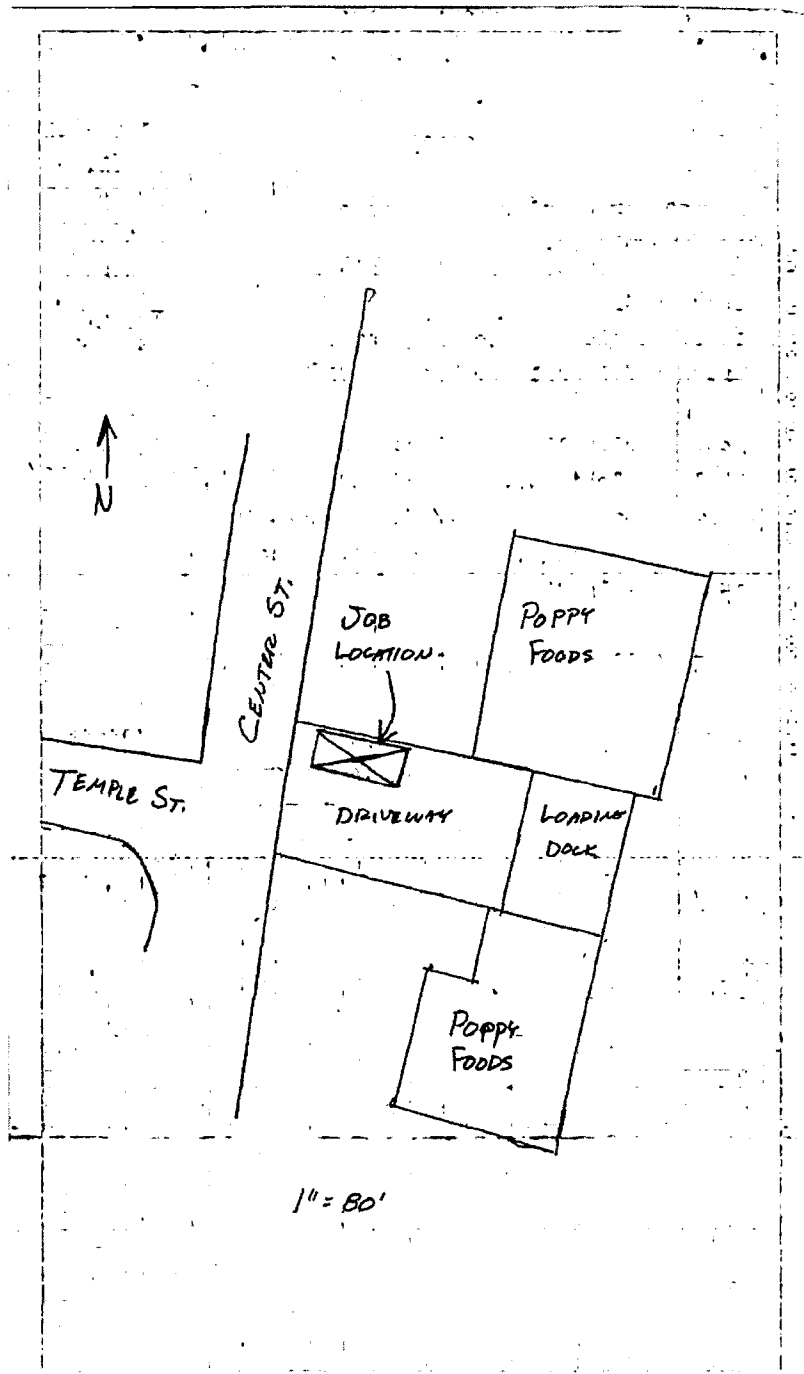 N
CENTER ST.
JOB
LOCATION
POPPY
FOODS
TEMPLE ST.
DRIVEWAY
LOADING
DOCK
POPPY
FOODS
1" = 80'